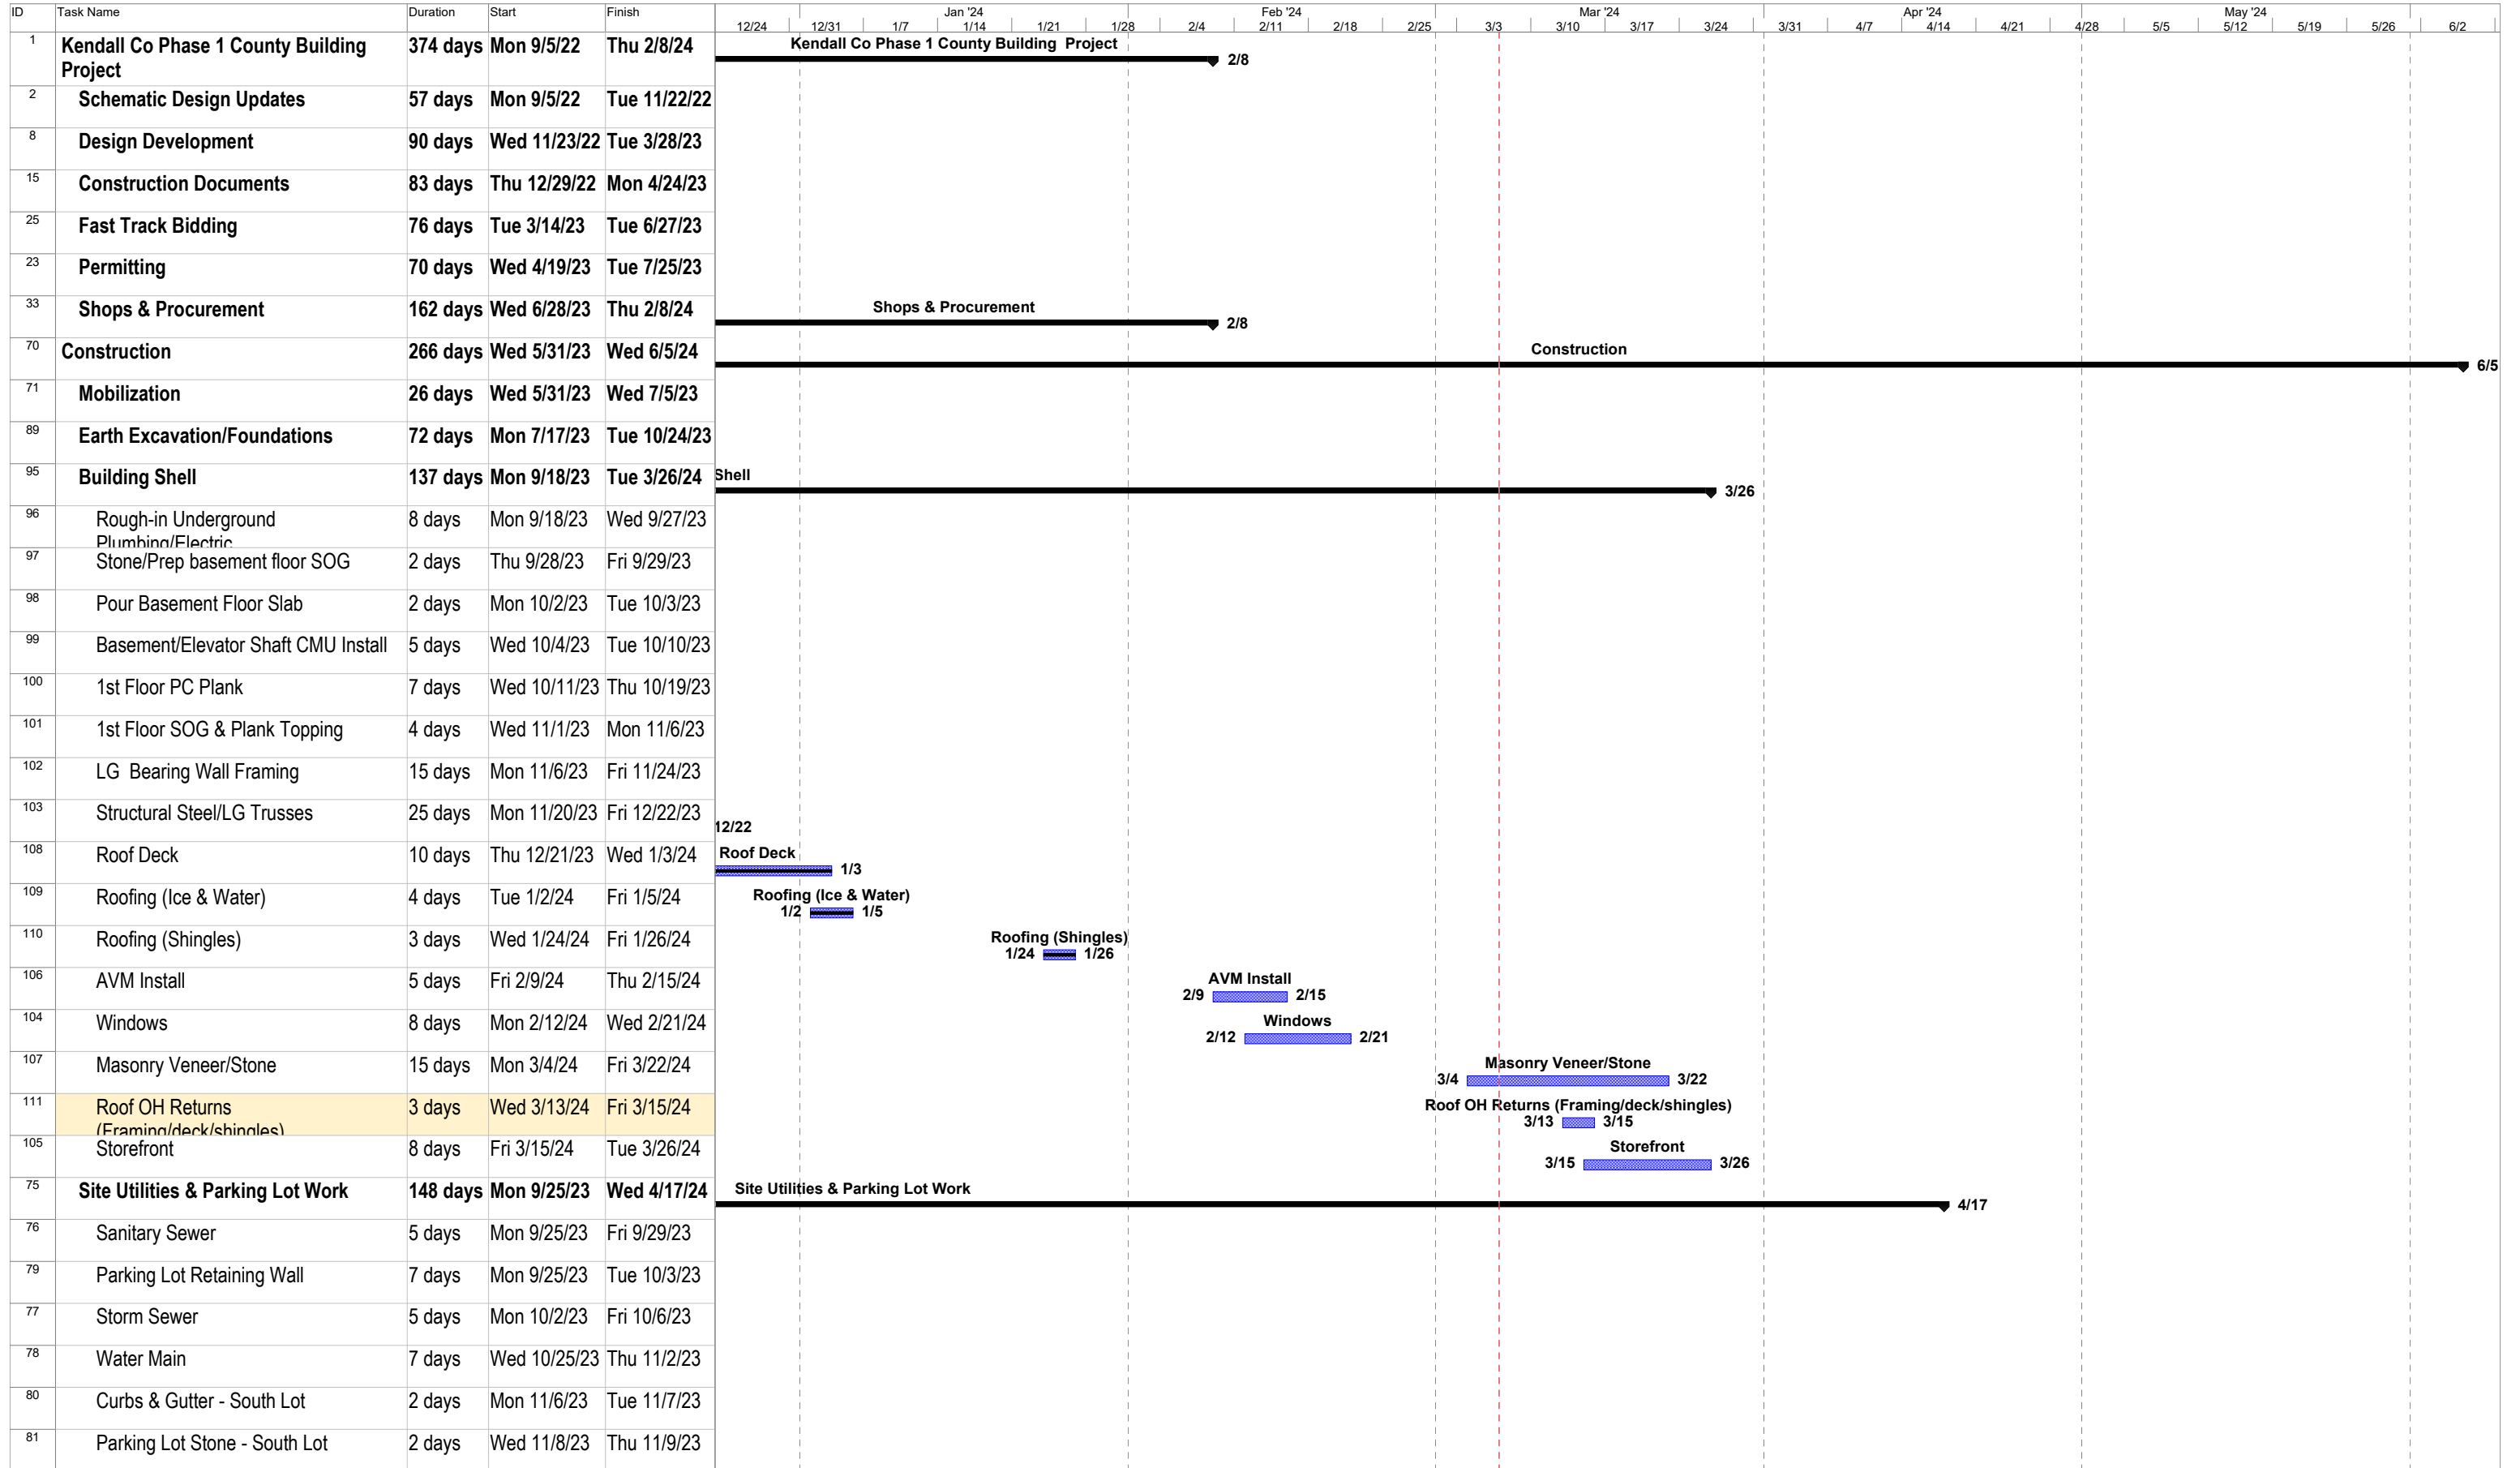 ID Task Name Duration Start Finish Jan '24 Feb '24 Mar '24 Apr '24 May '24
12/24 12/31 1/7 1/14 1/21 1/28 2/4 2/11 2/18 2/25 3/3 3/10 3/17 3/24 3/31 4/7 4/14 4/21 4/28 5/5 5/12 5/19 5/26 6/2
1 Kendall Co Phase 1 County Building 374 days Mon 9/5/22 Thu 2/8/24 Kendall Co Phase 1 County Building Project
Project 2/8
2 Schematic Design Updates 57 days Mon 9/5/22 Tue 11/22/22
8 Design Development 90 days Wed 11/23/22 Tue 3/28/23
15 Construction Documents 83 days Thu 12/29/22 Mon 4/24/23
25 Fast Track Bidding 76 days Tue 3/14/23 Tue 6/27/23
23 Permitting 70 days Wed 4/19/23 Tue 7/25/23
33 Shops & Procurement 162 days Wed 6/28/23 Thu 2/8/24 Shops & Procurement
2/8
70 Construction 266 days Wed 5/31/23 Wed 6/5/24 Construction
6/5
71 Mobilization 26 days Wed 5/31/23 Wed 7/5/23
89 Earth Excavation/Foundations 72 days Mon 7/17/23 Tue 10/24/23
95 Building Shell 137 days Mon 9/18/23 Tue 3/26/24 Shell
3/26
96 Rough-in Underground 8 days Mon 9/18/23 Wed 9/27/23
Plumbing/Electric
97 Stone/Prep basement floor SOG 2 days Thu 9/28/23 Fri 9/29/23
98 Pour Basement Floor Slab 2 days Mon 10/2/23 Tue 10/3/23
99 Basement/Elevator Shaft CMU Install 5 days Wed 10/4/23 Tue 10/10/23
100 1st Floor PC Plank 7 days Wed 10/11/23 Thu 10/19/23
101 1st Floor SOG & Plank Topping 4 days Wed 11/1/23 Mon 11/6/23
102 LG Bearing Wall Framing 15 days Mon 11/6/23 Fri 11/24/23
103 Structural Steel/LG Trusses 25 days Mon 11/20/23 Fri 12/22/23
12/22
108 Roof Deck 10 days Thu 12/21/23 Wed 1/3/24 Roof Deck
1/3
109 Roofing (Ice & Water) 4 days Tue 1/2/24 Fri 1/5/24 Roofing (Ice & Water)
1/2 1/5
110 Roofing (Shingles) 3 days Wed 1/24/24 Fri 1/26/24 Roofing (Shingles)
1/24 1/26
106 AVM Install 5 days Fri 2/9/24 Thu 2/15/24 AVM Install
2/9 2/15
104 Windows 8 days Mon 2/12/24 Wed 2/21/24 Windows
2/12 2/21
107 Masonry Veneer/Stone 15 days Mon 3/4/24 Fri 3/22/24 Masonry Veneer/Stone
3/4 3/22
111 Roof OH Returns 3 days Wed 3/13/24 Fri 3/15/24 Roof OH Returns (Framing/deck/shingles)
(Framing/deck/shingles) 3/13 3/15
105 Storefront 8 days Fri 3/15/24 Tue 3/26/24 Storefront
3/15 3/26
75 Site Utilities & Parking Lot Work 148 days Mon 9/25/23 Wed 4/17/24 Site Utilities & Parking Lot Work
4/17
76 Sanitary Sewer 5 days Mon 9/25/23 Fri 9/29/23
79 Parking Lot Retaining Wall 7 days Mon 9/25/23 Tue 10/3/23
77 Storm Sewer 5 days Mon 10/2/23 Fri 10/6/23
78 Water Main 7 days Wed 10/25/23 Thu 11/2/23
80 Curbs & Gutter - South Lot 2 days Mon 11/6/23 Tue 11/7/23
81 Parking Lot Stone - South Lot 2 days Wed 11/8/23 Thu 11/9/23